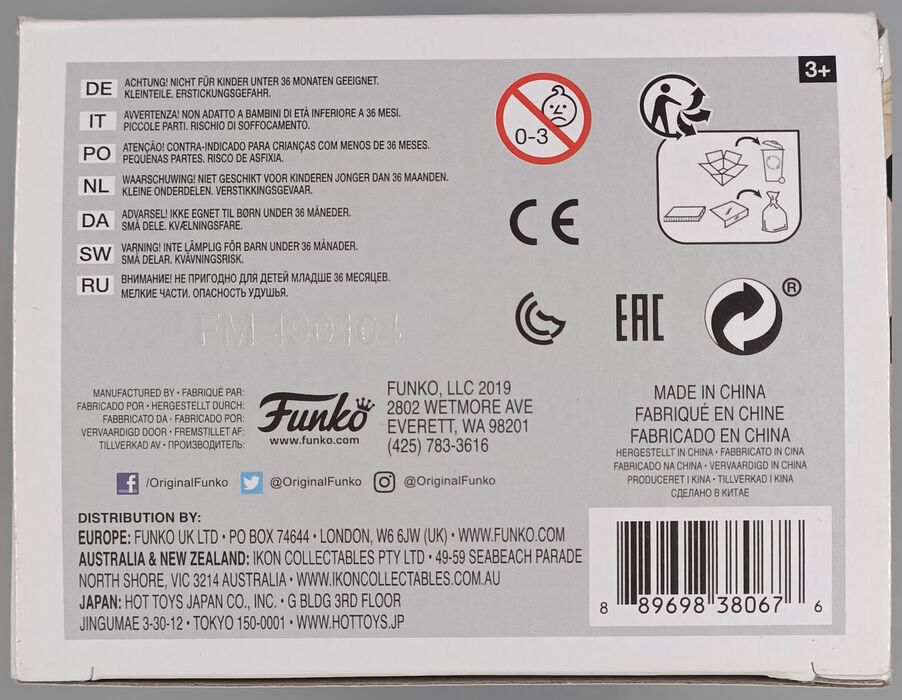 3+
DE ACHTUNG! NICHT FÜR KINDER UNTER 36 MONATEN GEEIGNET.
KLEINTEILE. ERSTICKUNGSGEFAHR.
IT AVVERTENZA! NON ADATTO A BAMBINI DI ETÀ INFERIORE A 36 MESI.
PICCOLE PARTI. RISCHIO DI SOFFOCAMENTO.
PO ATENÇÃO! CONTRA-INDICADO PARA CRIANÇAS COM MENOS DE 36 MESES.
PEQUENAS PARTES. RISCO DE ASFIXIA.
NL WAARSCHUWING! NIET GESCHIKT VOOR KINDEREN JONGER DAN 36 MAANDEN.
KLEINE ONDERDELEN. VERSTIKKINGSGEVAAR.
DA ADVARSEL! IKKE EGNET TIL BØRN UNDER 36 MÅNEDER.
SMÅ DELE. KVÆLNINGSFARE.
SW VARNING! INTE LÄMPLIG FÖR BARN UNDER 36 MÅNADER.
SMÅ DELAR. KVÄVNINGSRISK.
RU ВНИМАНИЕ! НЕ ПРИГОДНО ДЛЯ ДЕТЕЙ МЛАДШЕ 36 МЕСЯЦЕВ.
МЕЛКИЕ ЧАСТИ. ОПАСНОСТЬ УДУШЬЯ.
0-3
CE
EAC
®
MANUFACTURED BY • FABRIQUÉ PAR:
FABRICADO POR • HERGESTELLT DURCH:
FABBRICATO DA • FABRICADO POR:
VERVAARDIGD DOOR • FREMSTILLET AF:
TILLVERKAD AV • ПРОИЗВОДИТЕЛЬ:
Funko
www.funko.com
FUNKO, LLC 2019
2802 WETMORE AVE
EVERETT, WA 98201
(425) 783-3616
MADE IN CHINA
FABRIQUÉ EN CHINE
FABRICADO EN CHINA
HERGESTELLT IN CHINA • FABBRICATO IN CINA
FABRICADO NA CHINA • VERVAARDIGD IN CHINA
PRODUCERET I KINA • TILLVERKAD I KINA
СДЕЛАНО В КИТАЕ
f /OriginalFunko @OriginalFunko @OriginalFunko
DISTRIBUTION BY:
EUROPE: FUNKO UK LTD • PO BOX 74644 • LONDON, W6 6JW (UK) • WWW.FUNKO.COM
AUSTRALIA & NEW ZEALAND: IKON COLLECTABLES PTY LTD • 49-59 SEABEACH PARADE
NORTH SHORE, VIC 3214 AUSTRALIA • WWW.IKONCOLLECTABLES.COM.AU
JAPAN: HOT TOYS JAPAN CO., INC. • G BLDG 3RD FLOOR
JINGUMAE 3-30-12 • TOKYO 150-0001 • WWW.HOTTOYS.JP
8 89698 38067 6